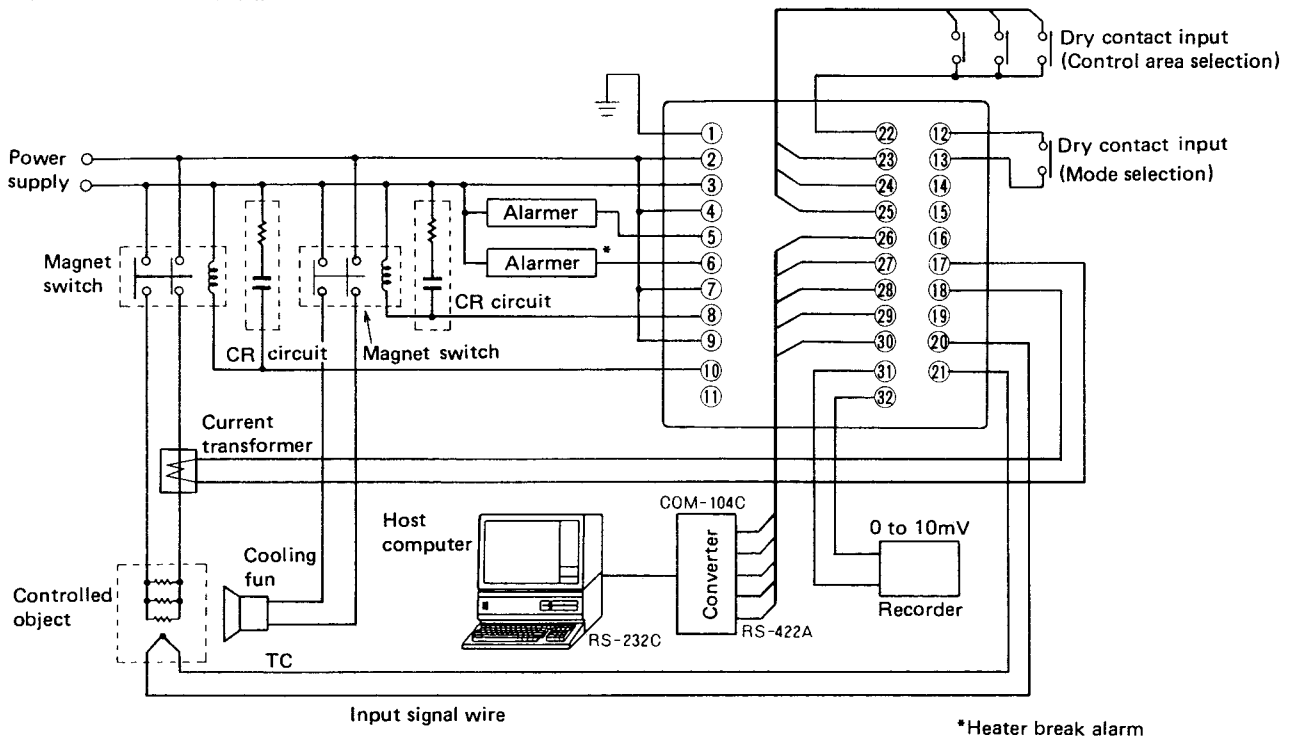 Dry contact input
(Control area selection)
① ㉒ ⑫
Dry contact input
(Mode selection)
Power
supply
② ㉓ ⑬
③ ㉔ ⑭
Alarmer
④ ㉕ ⑮
⑤ ㉖ ⑯
Alarmer *
⑥ ㉗ ⑰
Magnet
switch
⑦ ㉘ ⑱
CR circuit
⑧ ㉙ ⑲
CR circuit
Magnet switch
⑨ ㉚ ⑳
⑩ ㉛ ㉑
⑪ ㉜
Current
transformer
COM-104C
Host
computer
Converter
0 to 10mV
Recorder
Cooling
fun
Controlled
object
RS-232C
RS-422A
TC
Input signal wire
*Heater break alarm